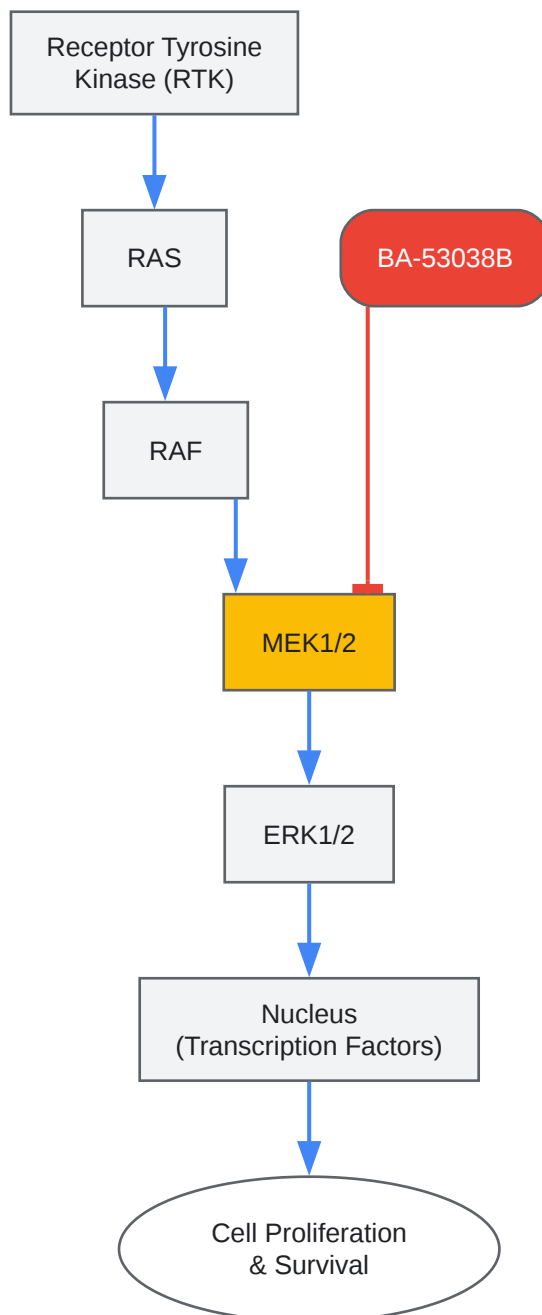 Receptor Tyrosine
Kinase (RTK)
RAS
BA-53038B
RAF
MEK1/2
ERK1/2
Nucleus
(Transcription Factors)
Cell Proliferation
& Survival